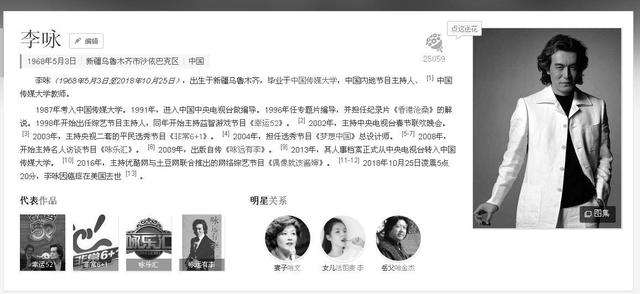 李咏 编辑
点这送花
25059
1968年5月3日 新疆乌鲁木齐市沙依巴克区 中国
李咏（1968年5月3日至2018年10月25日），出生于新疆乌鲁木齐，毕业于中国传媒大学，中国内地节目主持人、[1] 中国
传媒大学教师。
1987年考入中国传媒大学。1991年，进入中国中央电视台做编导。1996年任专题片编导，并担任纪录片《香港沧桑》的解
说。1998年开始出任综艺节目主持人，同年开始主持益智游戏节目《幸运52》。[2] 2002年，主持中央电视台春节联欢晚会。
[3] 2003年，主持央视二套的平民选秀节目《非常6+1》。[4] 2004年，担任选秀节目《梦想中国》总设计师。[5-7] 2008年，
开始主持名人访谈节目《咏乐汇》。[8] 2009年，出版自传《咏远有李》。[9] 2013年，其人事档案正式从中央电视台转入中国
传媒大学。[10] 2016年，主持优酷网与土豆网联合推出的网络综艺节目《偶像就该酱婶》。[11-12] 2018年10月25日凌晨5点
20分，李咏因癌症在美国去世 [13]。
图集
代表作品 明星关系
幸运52 非常6+1 咏乐汇 咏远有李
妻子哈文 女儿法图麦·李 岳父哈金杰